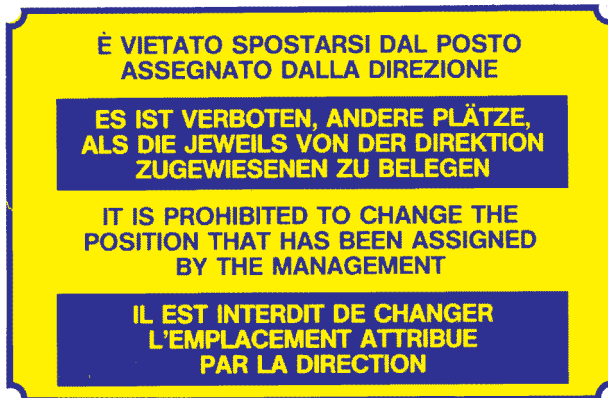 È VIETATO SPOSTARSI DAL POSTO
ASSEGNATO DALLA DIREZIONE
ES IST VERBOTEN, ANDERE PLÄTZE,
ALS DIE JEWEILS VON DER DIREKTION
ZUGEWIESENEN ZU BELEGEN
IT IS PROHIBITED TO CHANGE THE
POSITION THAT HAS BEEN ASSIGNED
BY THE MANAGEMENT
IL EST INTERDIT DE CHANGER
L'EMPLACEMENT ATTRIBUE
PAR LA DIRECTION